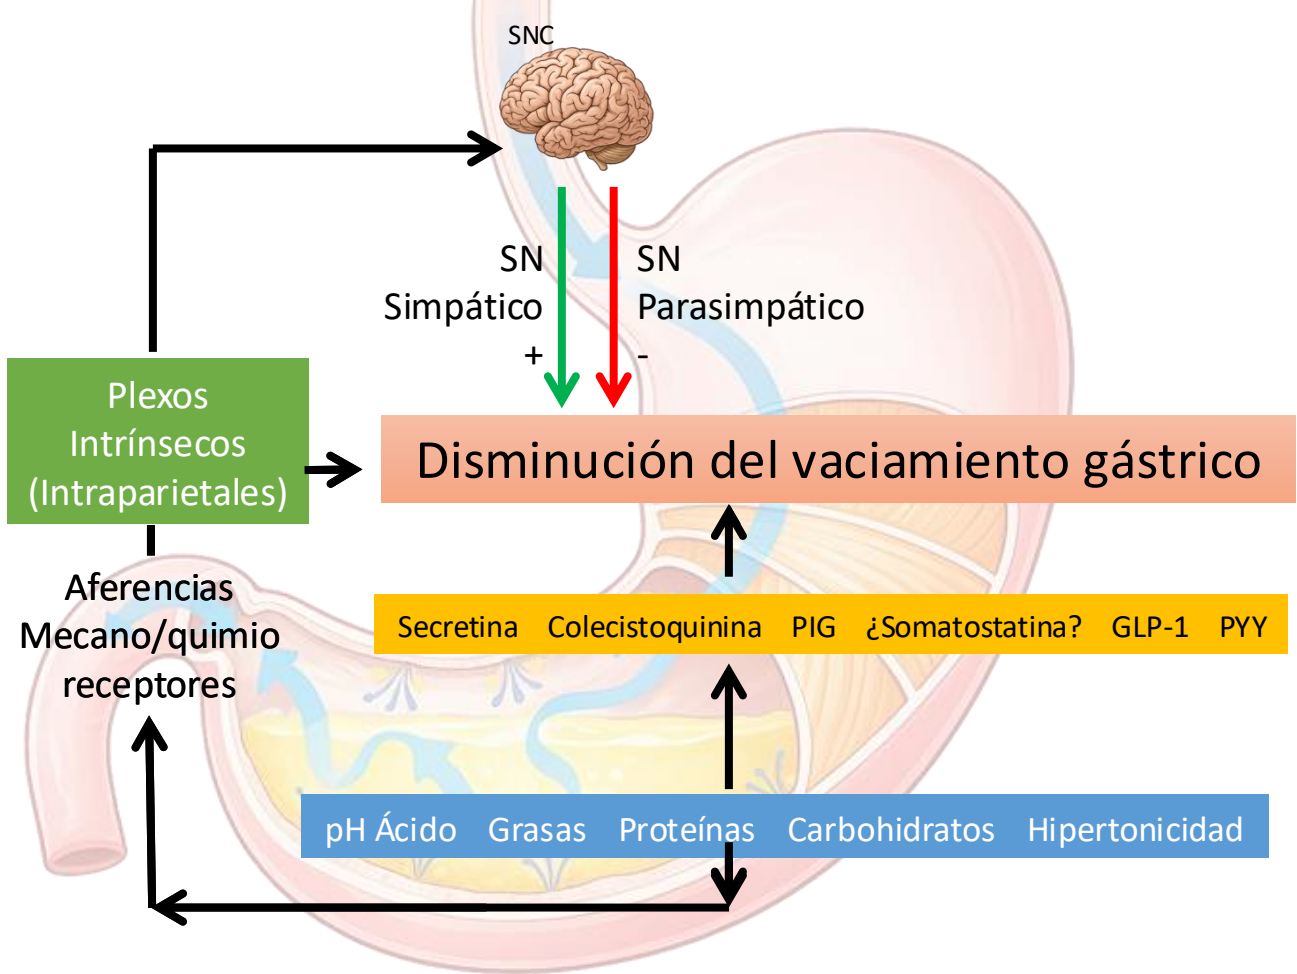 SNC
SN
Simpático
+
SN
Parasimpático
-
Plexos
Intrínsecos
(Intraparietales)
Disminución del vaciamiento gástrico
Aferencias
Mecano/quimio
receptores
Secretina Colecistoquinina PIG ¿Somatostatina? GLP-1 PYY
pH Ácido Grasas Proteínas Carbohidratos Hipertonicidad